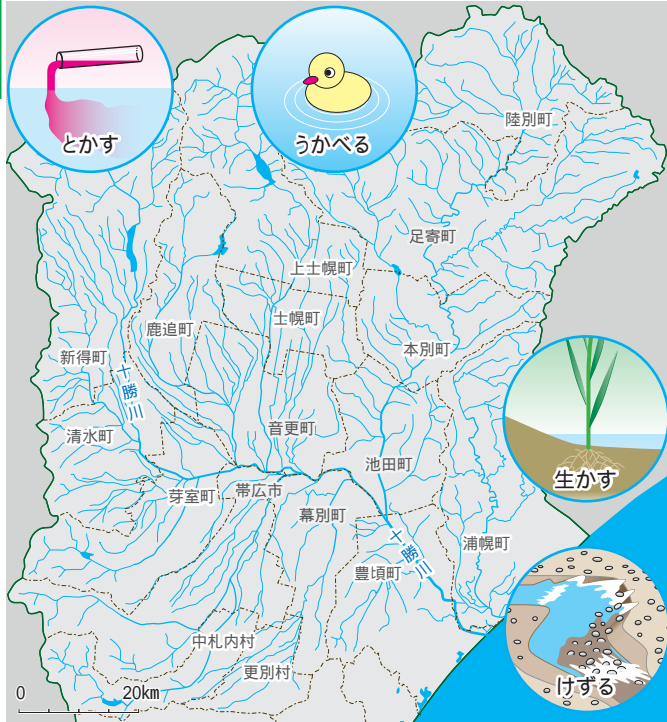 とかす
うかべる
陸別町
足寄町
上士幌町
士幌町
鹿追町
本別町
新得町
十勝川
清水町
音更町
池田町
生かす
芽室町
帯広市
幕別町
十勝川
浦幌町
豊頃町
中札内村
更別村
けずる
0 20km